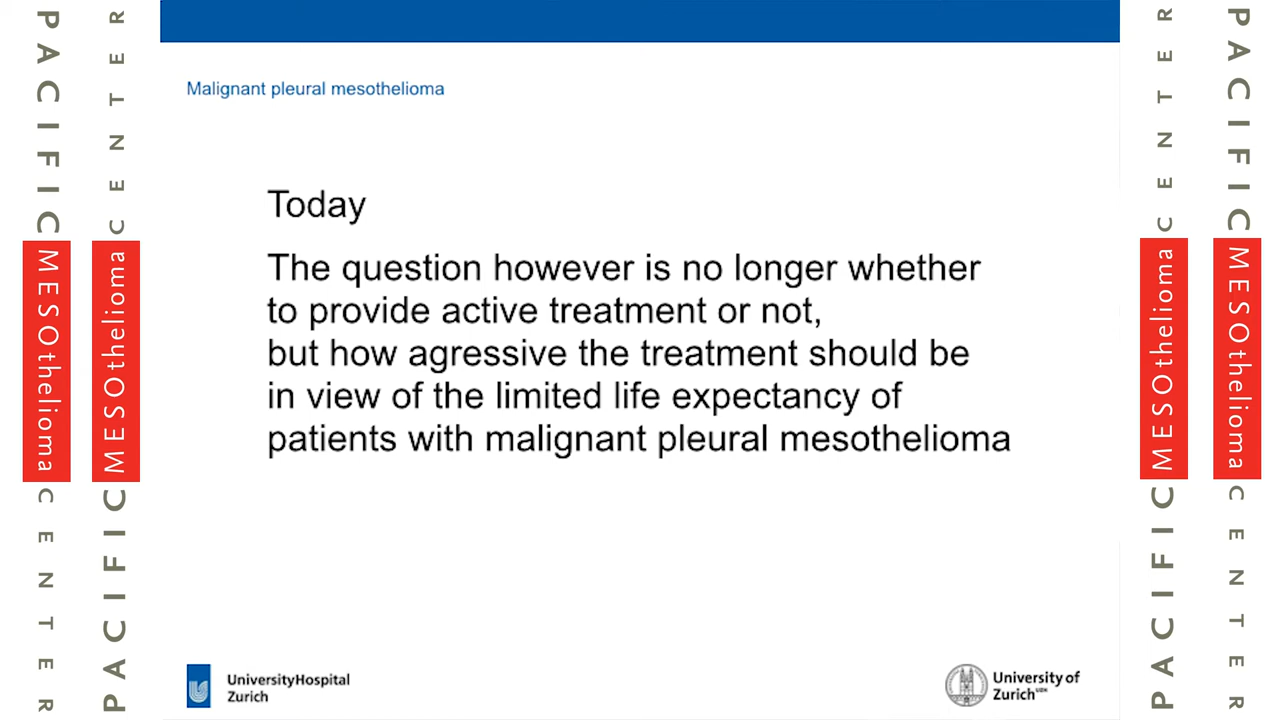 PACIFIC MESOthelioma CENTER
PACIFIC MESOthelioma CENTER
Malignant pleural mesothelioma
Today
The question however is no longer whether
to provide active treatment or not,
but how agressive the treatment should be
in view of the limited life expectancy of
patients with malignant pleural mesothelioma
UniversityHospital
Zurich
University of
Zurich UZH
PACIFIC MESOthelioma CENTER
PACIFIC MESOthelioma CENTER